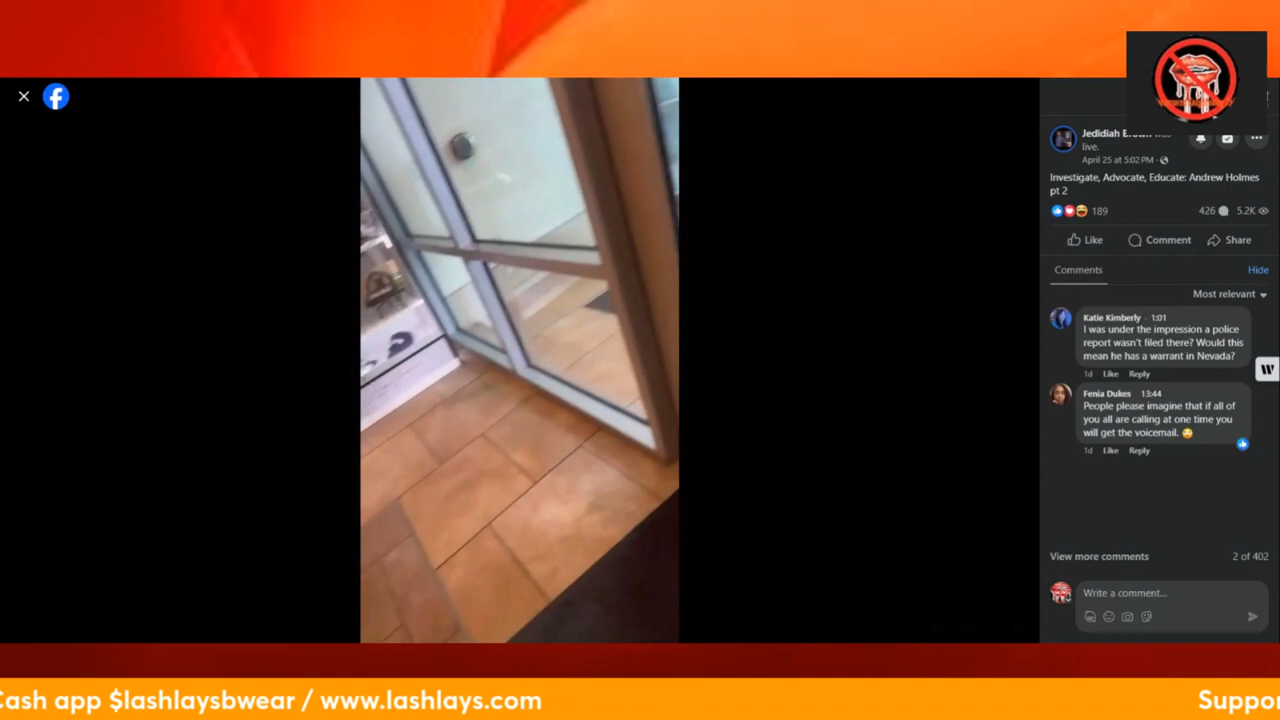 Jedidiah Brown was
live.
April 25 at 5:02 PM ·
Investigate, Advocate, Educate: Andrew Holmes
pt 2
189 426 5.2K
Like Comment Share
Comments Hide
Most relevant
Katie Kimberly · 1:01
I was under the impression a police
report wasn't filed there? Would this
mean he has a warrant in Nevada?
1d Like Reply
W
Fenia Dukes 13:44
People please imagine that if all of
you all are calling at one time you
will get the voicemail. 🙄
1d Like Reply
View more comments 2 of 402
Write a comment...
Cash app $lashlaysbwear / www.lashlays.com Suppor